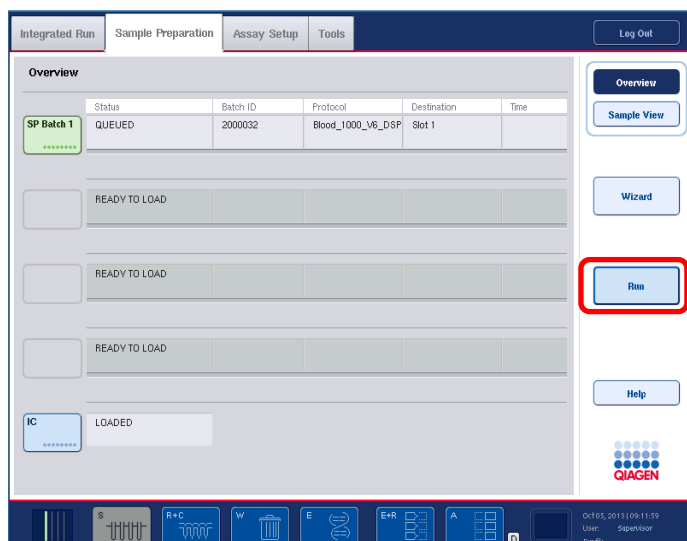 Integrated Run Sample Preparation Assay Setup Tools Log Out
Overview
Overview
Status Batch ID Protocol Destination Time
SP Batch 1 QUEUED 2000032 Blood_1000_V6_DSP Slot 1
Sample View
READY TO LOAD
Wizard
READY TO LOAD
Run
READY TO LOAD
Help
IC LOADED
QIAGEN
S R+C W E E+R A D
Oct 05, 2013 | 09:11:59
User: Supervisor